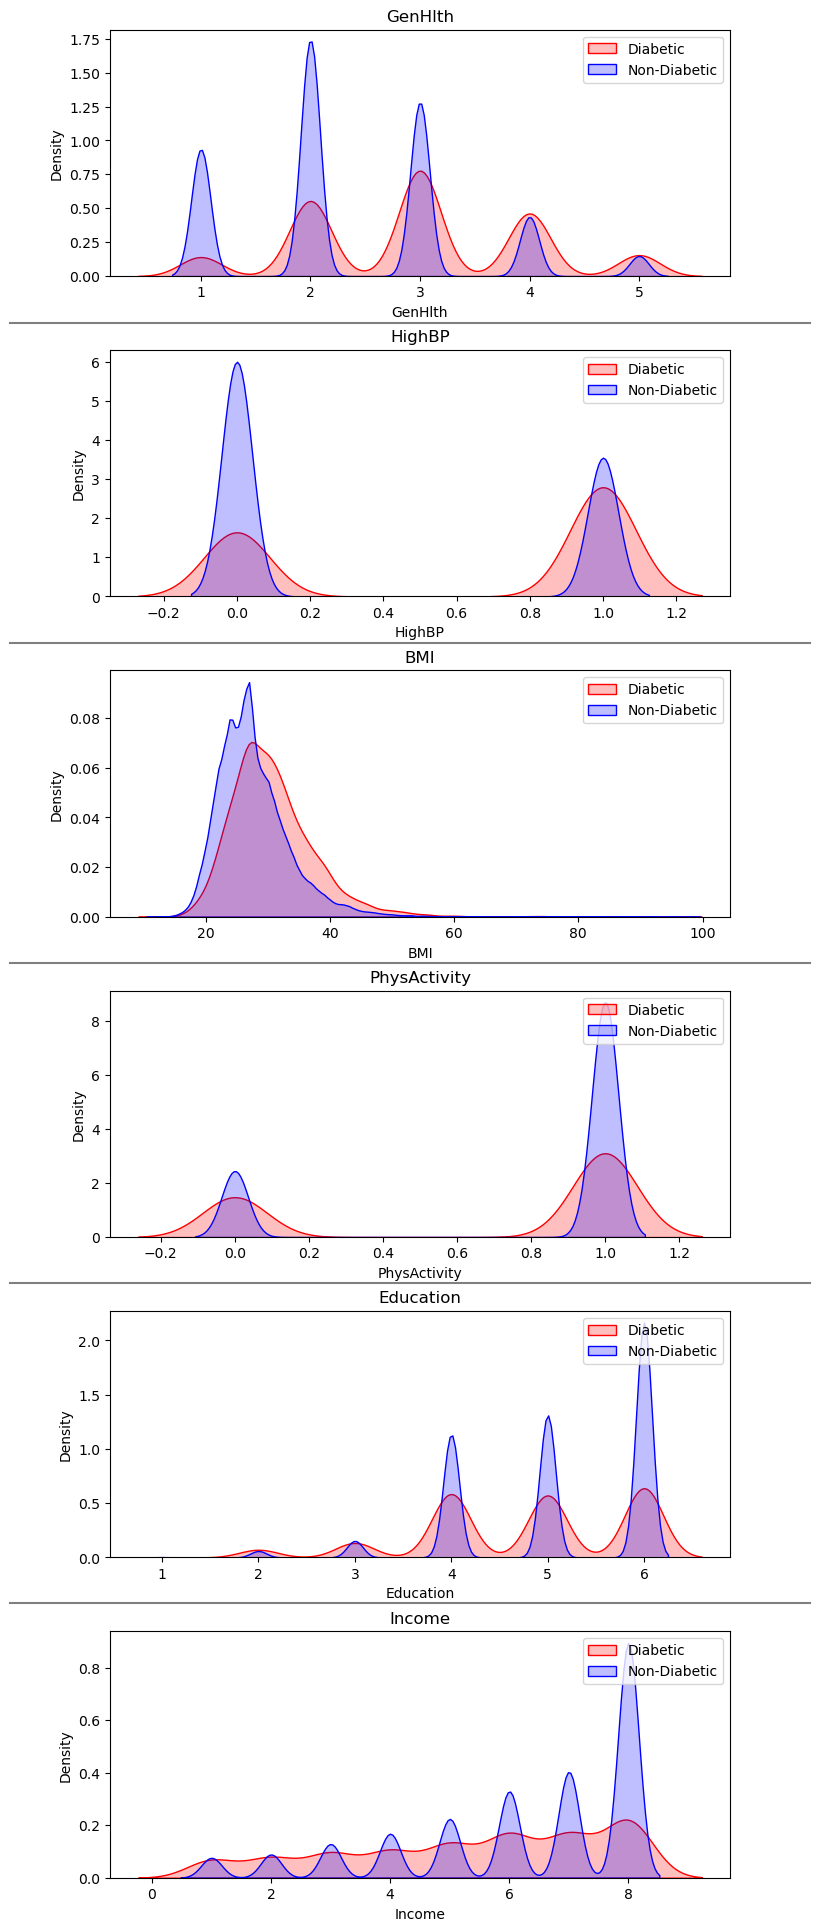 GenHlth
Diabetic
Non-Diabetic
Density
1.75
1.50
1.25
1.00
0.75
0.50
0.25
0.00
1 2 3 4 5
GenHlth
HighBP
Diabetic
Non-Diabetic
Density
6
5
4
3
2
1
0
−0.2 0.0 0.2 0.4 0.6 0.8 1.0 1.2
HighBP
BMI
Diabetic
Non-Diabetic
Density
0.08
0.06
0.04
0.02
0.00
20 40 60 80 100
BMI
PhysActivity
Diabetic
Non-Diabetic
Density
8
6
4
2
0
−0.2 0.0 0.2 0.4 0.6 0.8 1.0 1.2
PhysActivity
Education
Diabetic
Non-Diabetic
Density
2.0
1.5
1.0
0.5
0.0
1 2 3 4 5 6
Education
Income
Diabetic
Non-Diabetic
Density
0.8
0.6
0.4
0.2
0.0
0 2 4 6 8
Income